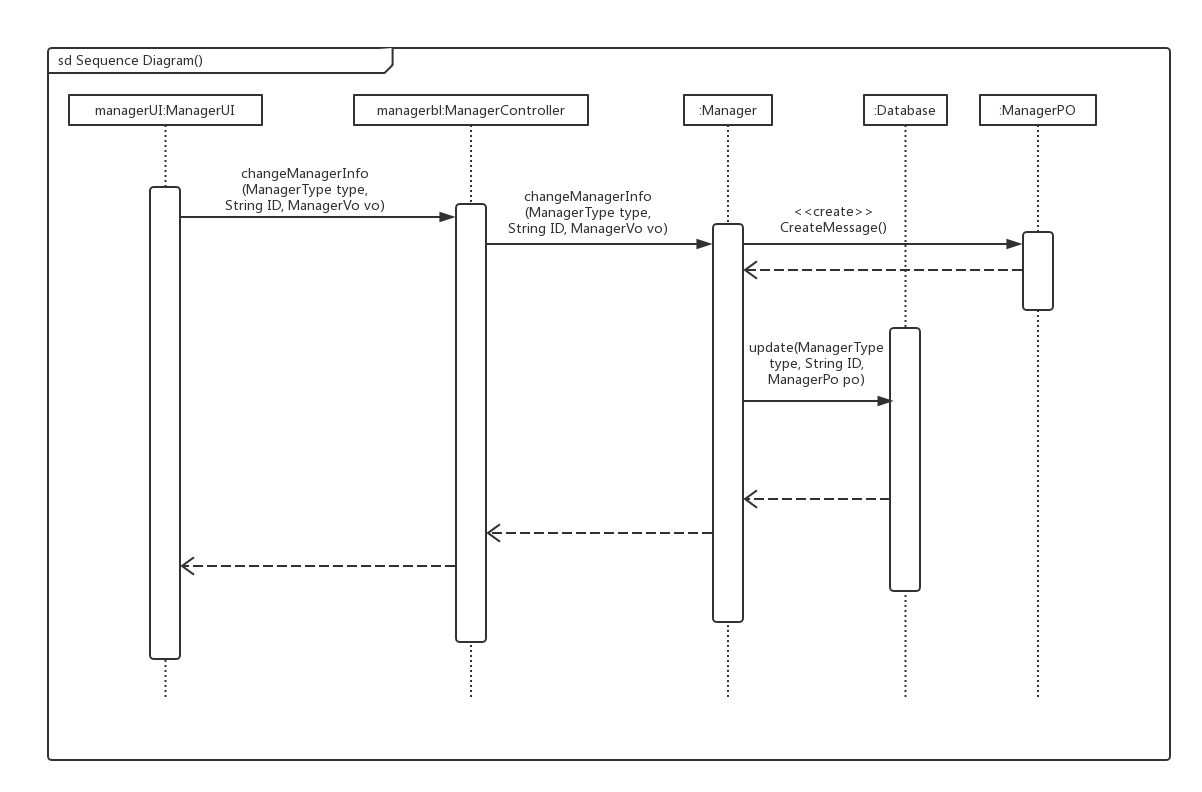 sd Sequence Diagram()
managerUI:ManagerUI
managerbl:ManagerController
:Manager
:Database
:ManagerPO
changeManagerInfo
(ManagerType type,
String ID, ManagerVo vo)
changeManagerInfo
(ManagerType type,
String ID, ManagerVo vo)
<<create>>
CreateMessage()
update(ManagerType
type, String ID,
ManagerPo po)